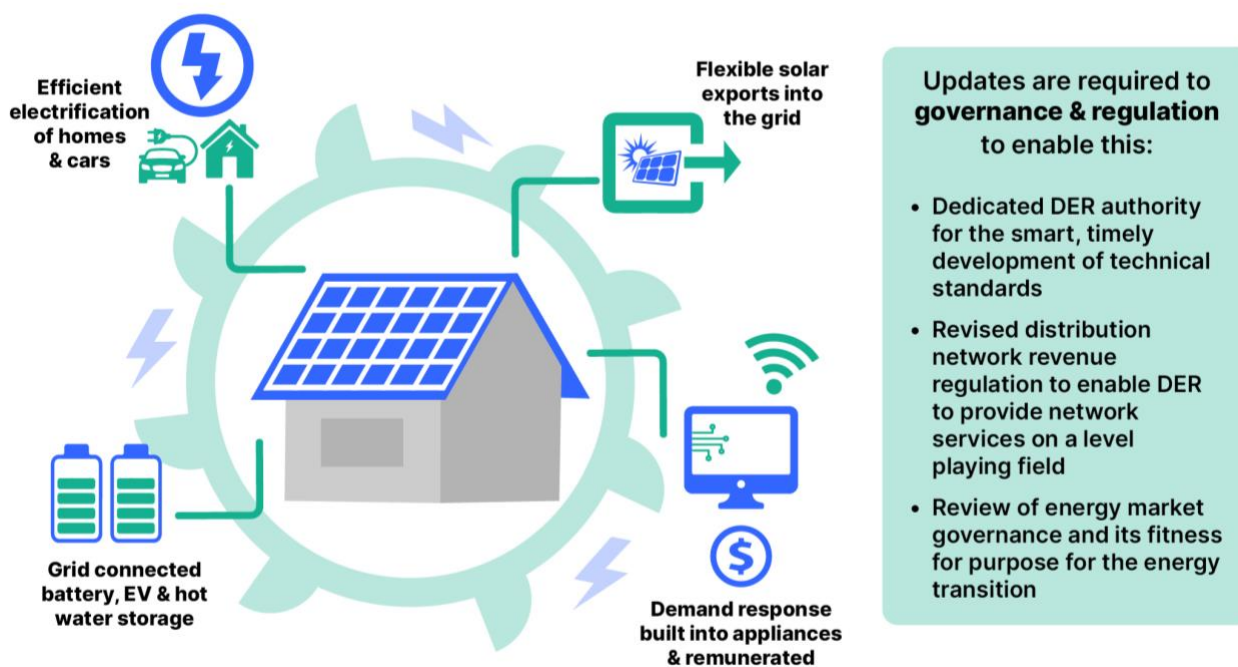 Efficient
electrification
of homes
& cars
Flexible solar
exports into
the grid
Grid connected
battery, EV & hot
water storage
$
Demand response
built into appliances
& remunerated
Updates are required to
governance & regulation
to enable this:
• Dedicated DER authority
for the smart, timely
development of technical
standards
• Revised distribution
network revenue
regulation to enable DER
to provide network
services on a level
playing field
• Review of energy market
governance and its fitness
for purpose for the energy
transition